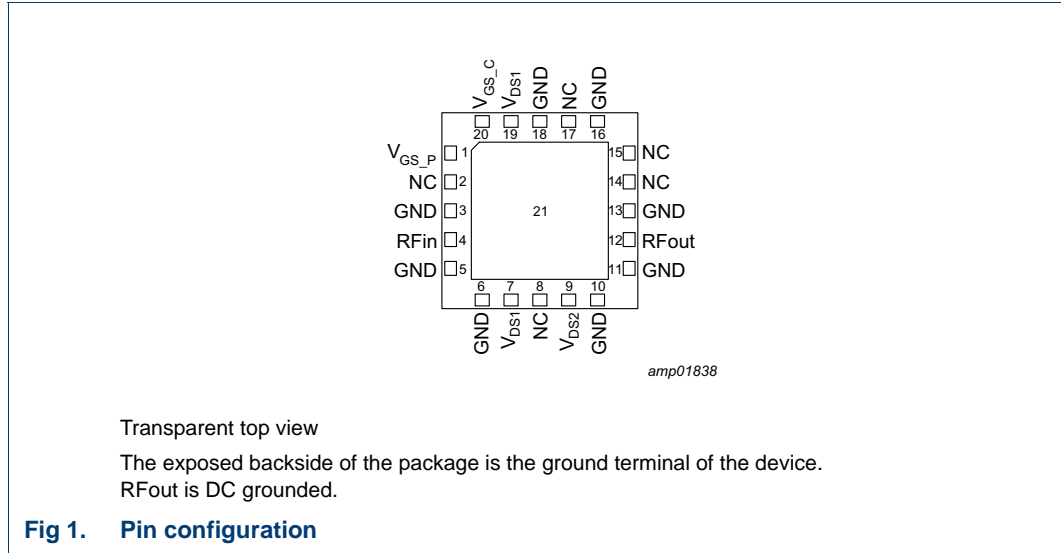 V_GS_C V_DS1 GND NC GND
20 19 18 17 16
V_GS_P 1 15 NC
NC 2 14 NC
GND 3 21 13 GND
RFin 4 12 RFout
GND 5 11 GND
6 7 8 9 10
GND V_DS1 NC V_DS2 GND
amp01838
Transparent top view
The exposed backside of the package is the ground terminal of the device.
RFout is DC grounded.
Fig 1. Pin configuration